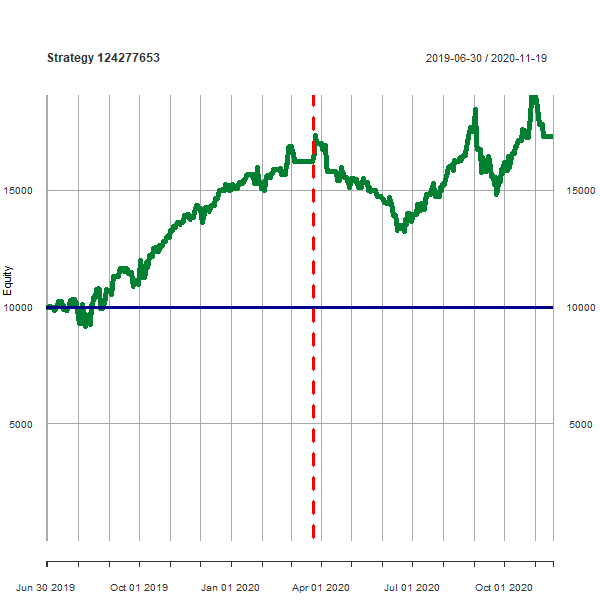 Strategy 124277653
2019-06-30 / 2020-11-19
Equity
15000
15000
10000
10000
5000
5000
Jun 30 2019
Oct 01 2019
Jan 01 2020
Apr 01 2020
Jul 01 2020
Oct 01 2020